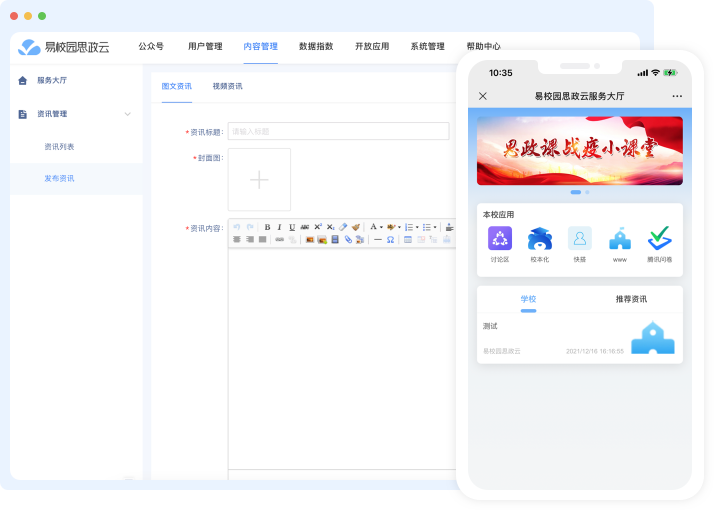 易校园思政云
公众号 用户管理 内容管理 数据指数 开放应用 系统管理 帮助中心
服务大厅
资讯管理
资讯列表
发布资讯
图文资讯 视频资讯
*资讯标题: 请输入标题
*封面图:
*资讯内容:
B I U ABC X² X₂ A
Ω
10:35
易校园思政云服务大厅
思政课战疫小课堂
本校应用
讨论区 校本化 快搭 www 腾讯问卷
学校 推荐资讯
测试
易校园思政云 2021/12/16 16:16:55